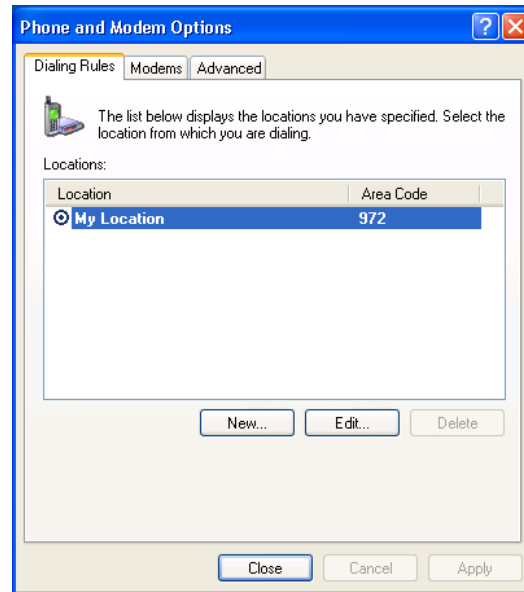 Phone and Modem Options
Dialing Rules Modems Advanced
The list below displays the locations you have specified. Select the
location from which you are dialing.
Locations:
Location Area Code
My Location 972
New... Edit... Delete
Close Cancel Apply